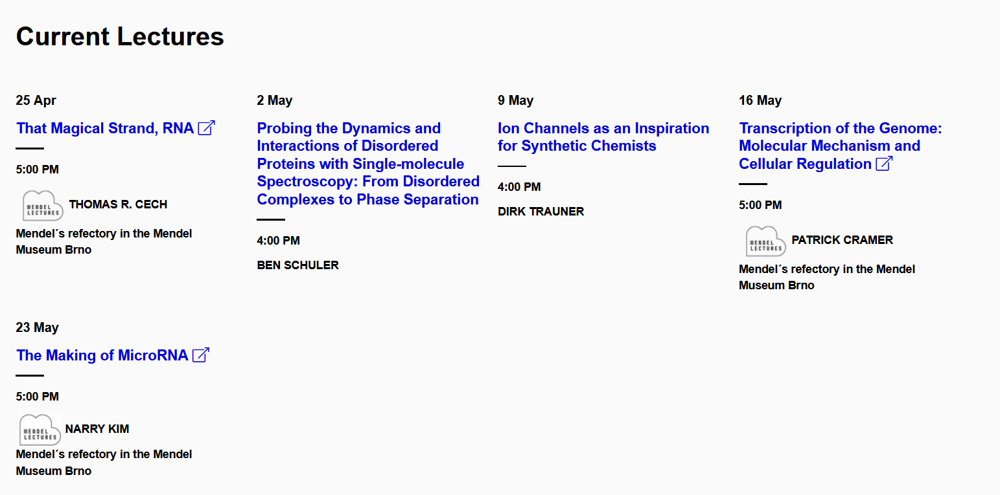 Current Lectures
25 Apr
That Magical Strand, RNA
5:00 PM
MENDEL
LECTURES
THOMAS R. CECH
Mendel´s refectory in the Mendel
Museum Brno
2 May
Probing the Dynamics and
Interactions of Disordered
Proteins with Single-molecule
Spectroscopy: From Disordered
Complexes to Phase Separation
4:00 PM
BEN SCHULER
9 May
Ion Channels as an Inspiration
for Synthetic Chemists
4:00 PM
DIRK TRAUNER
16 May
Transcription of the Genome:
Molecular Mechanism and
Cellular Regulation
5:00 PM
MENDEL
LECTURES
PATRICK CRAMER
Mendel´s refectory in the Mendel
Museum Brno
23 May
The Making of MicroRNA
5:00 PM
MENDEL
LECTURES
NARRY KIM
Mendel´s refectory in the Mendel
Museum Brno